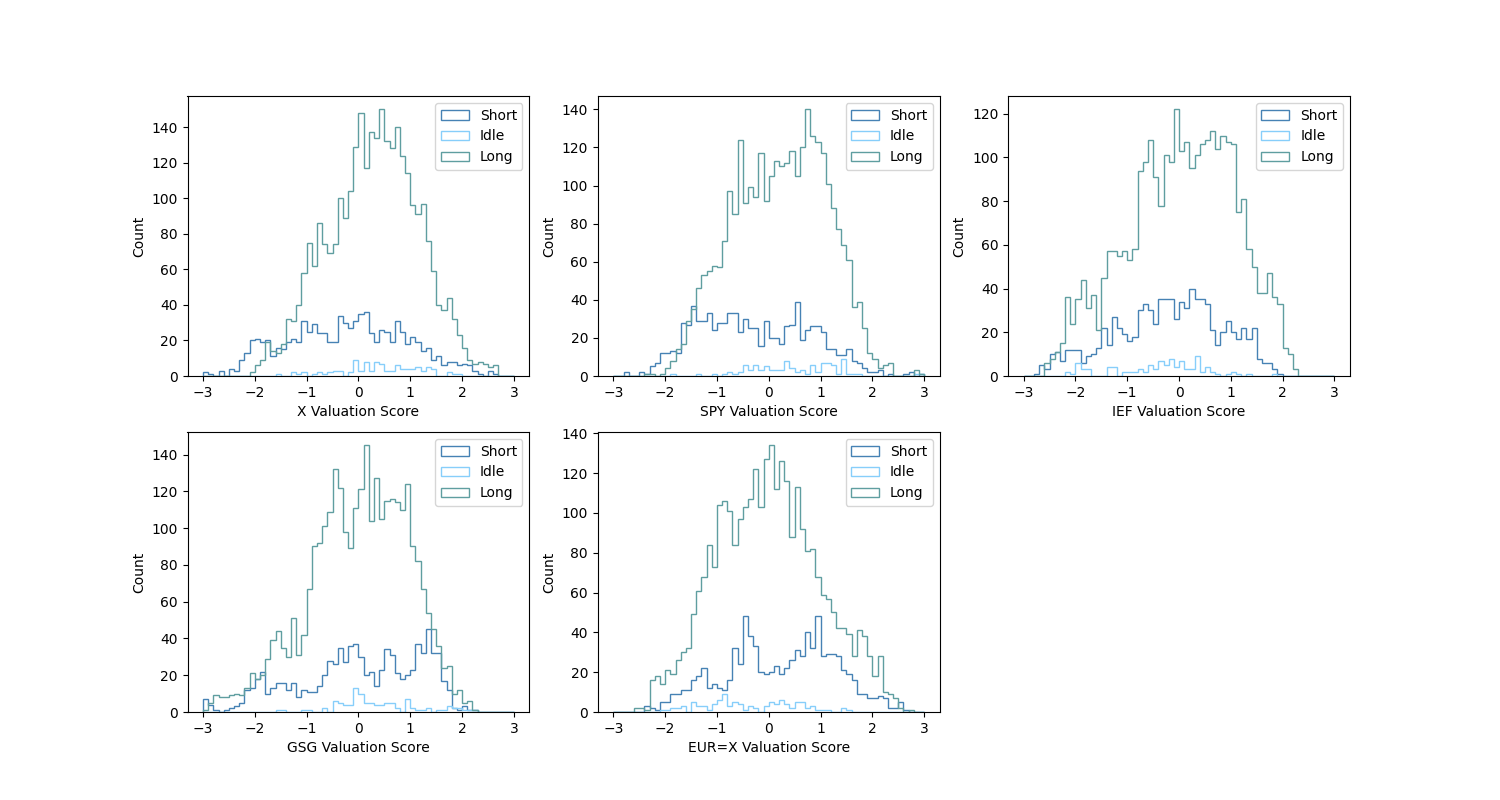 Short
Idle
Long
Count
0
20
40
60
80
100
120
140
−3 −2 −1 0 1 2 3
X Valuation Score
Short
Idle
Long
Count
0
20
40
60
80
100
120
140
−3 −2 −1 0 1 2 3
SPY Valuation Score
Short
Idle
Long
Count
0
20
40
60
80
100
120
−3 −2 −1 0 1 2 3
IEF Valuation Score
Short
Idle
Long
Count
0
20
40
60
80
100
120
140
−3 −2 −1 0 1 2 3
GSG Valuation Score
Short
Idle
Long
Count
0
20
40
60
80
100
120
140
−3 −2 −1 0 1 2 3
EUR=X Valuation Score